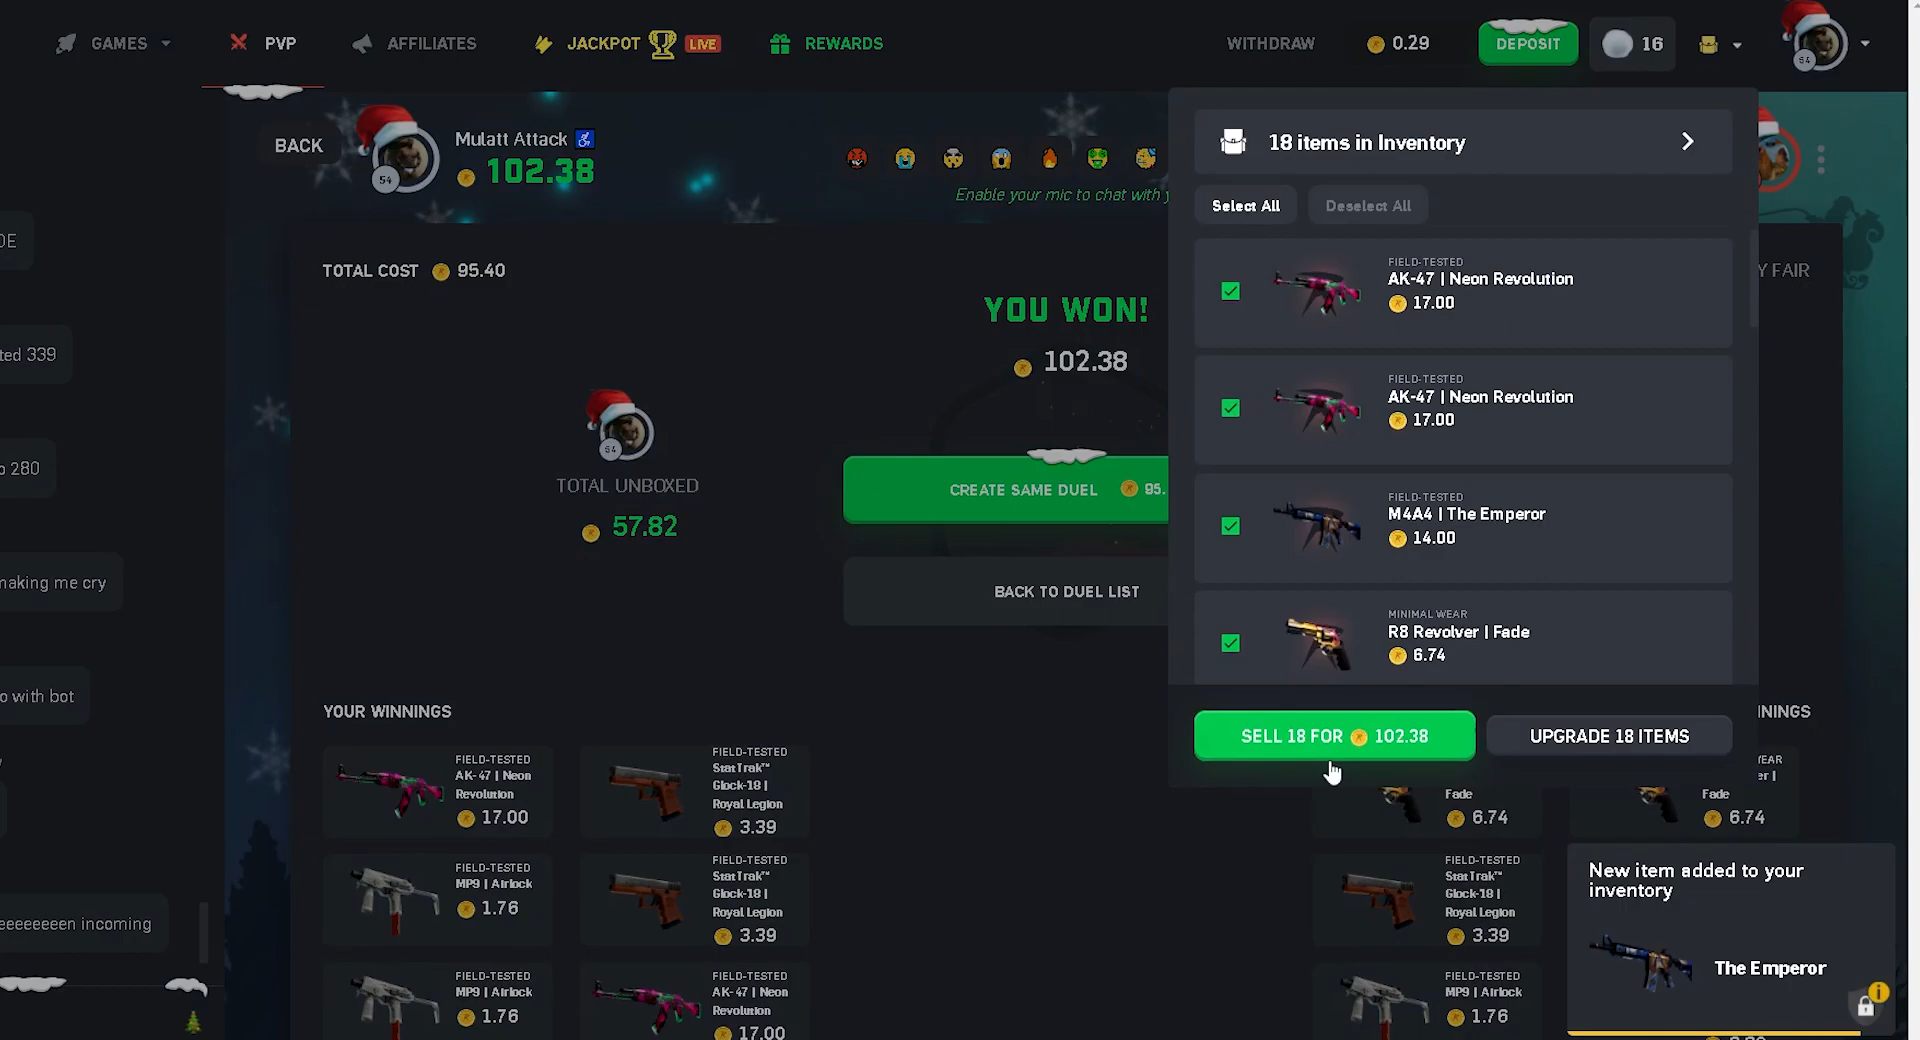 GAMES
PVP
AFFILIATES
JACKPOT
LIVE
REWARDS
WITHDRAW
0.29
DEPOSIT
16
54
BACK
54
Mulatt Attack
102.38
Enable your mic to chat with
18 items in Inventory
Select All
Deselect All
TOTAL COST
95.40
Y FAIR
YOU WON!
102.38
54
TOTAL UNBOXED
57.82
CREATE SAME DUEL
95.
BACK TO DUEL LIST
FIELD-TESTED
AK-47 | Neon Revolution
17.00
FIELD-TESTED
AK-47 | Neon Revolution
17.00
FIELD-TESTED
M4A4 | The Emperor
14.00
MINIMAL WEAR
R8 Revolver | Fade
6.74
SELL 18 FOR
102.38
UPGRADE 18 ITEMS
DE
ted 339
o 280
making me cry
o with bot
eeeeeeeeen incoming
YOUR WINNINGS
NINGS
FIELD-TESTED
AK-47 | Neon
Revolution
17.00
FIELD-TESTED
StatTrak™
Glock-18 |
Royal Legion
3.39
Fade
6.74
EAR
r |
Fade
6.74
FIELD-TESTED
MP9 | Airlock
1.76
FIELD-TESTED
StatTrak™
Glock-18 |
Royal Legion
3.39
FIELD-TESTED
StatTrak™
Glock-18 |
Royal Legion
3.39
FIELD-TESTED
MP9 | Airlock
1.76
FIELD-TESTED
AK-47 | Neon
Revolution
17.00
FIELD-TESTED
MP9 | Airlock
1.76
New item added to your
inventory
The Emperor